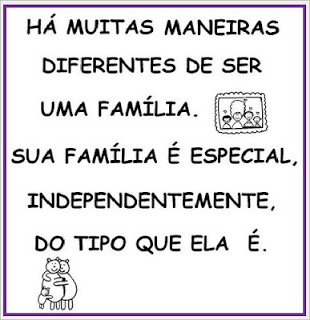 HÁ MUITAS MANEIRAS
DIFERENTES DE SER
UMA FAMÍLIA.
SUA FAMÍLIA É ESPECIAL,
INDEPENDENTEMENTE,
DO TIPO QUE ELA É.